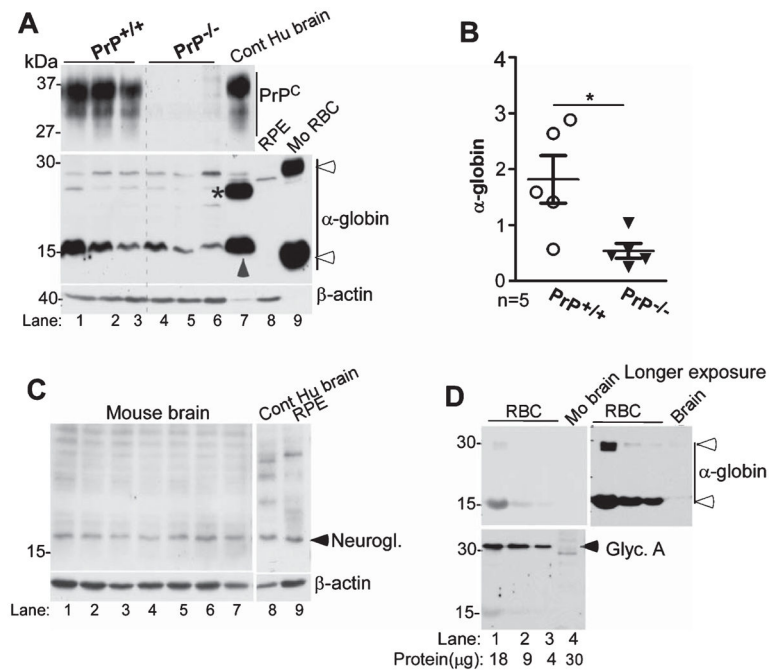 A
PrP+/+ PrP-/- Cont Hu brain
kDa
37-
PrPC
27-
RPE Mo RBC
30-
*
α-globin
15-
40- β-actin
Lane: 1 2 3 4 5 6 7 8 9
B
4
*
3
2
1
0
α-globin
n=5 PrP+/+ PrP-/-
C
Mouse brain Cont Hu brain RPE
Neurogl.
15-
β-actin
Lane: 1 2 3 4 5 6 7 8 9
D
Longer exposure
RBC Mo brain RBC Brain
30-
α-globin
15-
30- Glyc. A
15-
Lane: 1 2 3 4
Protein(μg) 18 9 4 30